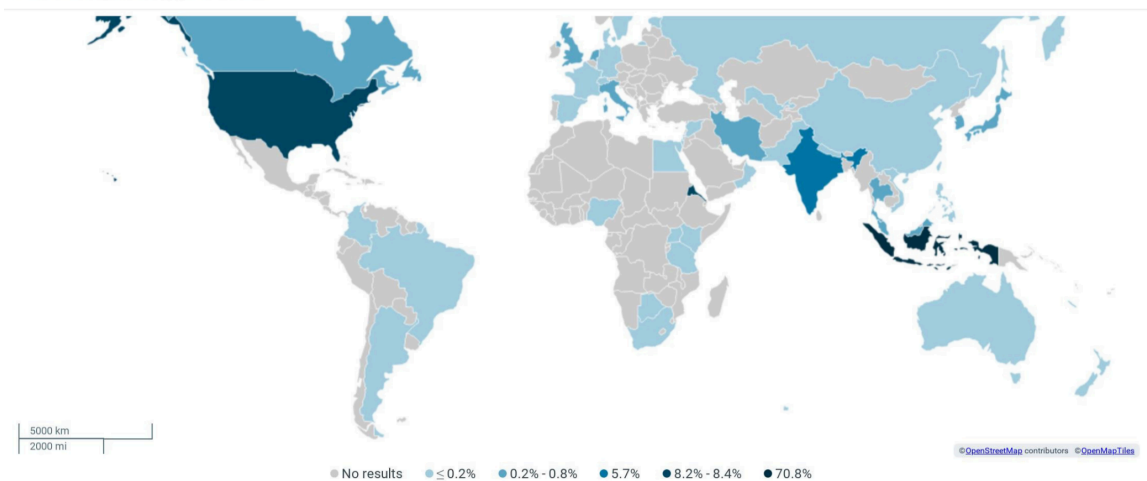 5000 km
2000 mi
©OpenStreetMap contributors ©OpenMapTiles
No results ≤ 0.2% 0.2% - 0.8% 5.7% 8.2% - 8.4% 70.8%